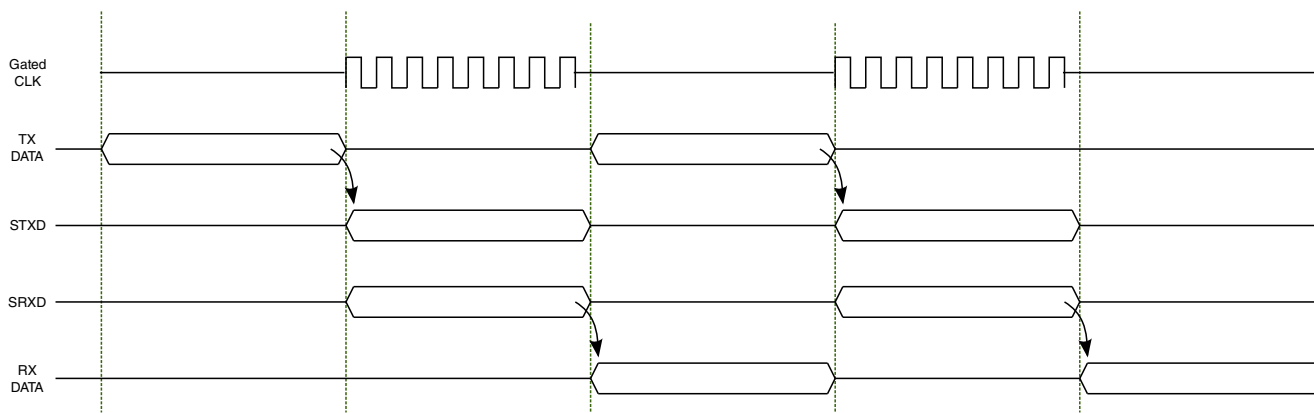 Gated
CLK
TX
DATA
STXD
SRXD
RX
DATA